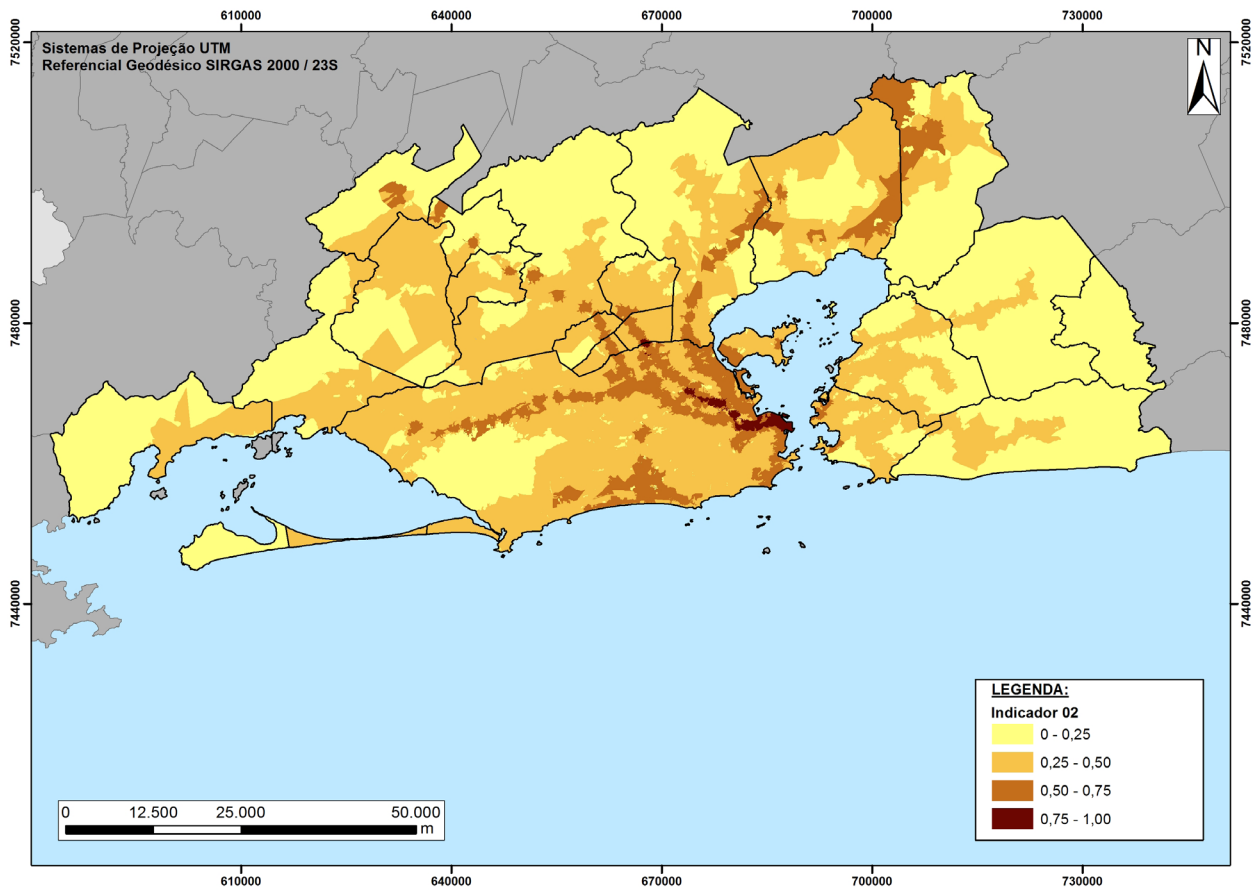 610000 640000 670000 700000 730000
7520000 7520000
Sistemas de Projeção UTM
Referencial Geodésico SIRGAS 2000 / 23S
N
7480000 7480000
7440000 7440000
LEGENDA:
Indicador 02
0 - 0,25
0,25 - 0,50
0,50 - 0,75
0,75 - 1,00
0 12.500 25.000 50.000
m
610000 640000 670000 700000 730000